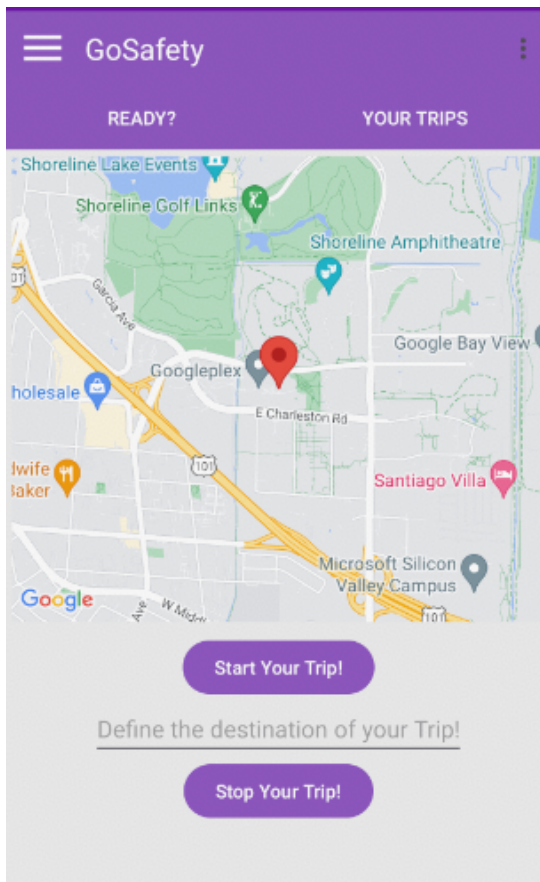 GoSafety
READY?
YOUR TRIPS
Shoreline Lake Events
Shoreline Golf Links
Shoreline Amphitheatre
Garcia Ave
Google Bay View
Googleplex
holesale
E Charleston Rd
101
dwife
Baker
Santiago Villa
Microsoft Silicon
Valley Campus
Google
W Middl
Ave
101
Start Your Trip!
Define the destination of your Trip!
Stop Your Trip!